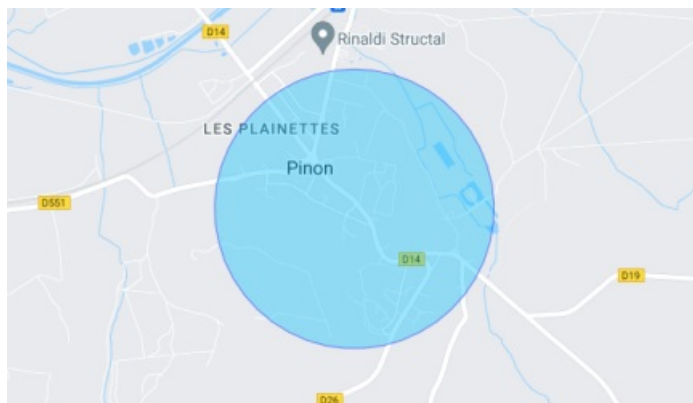 D14
Rinaldi Structal
LES PLAINETTES
Pinon
D551
D14
D19
D26